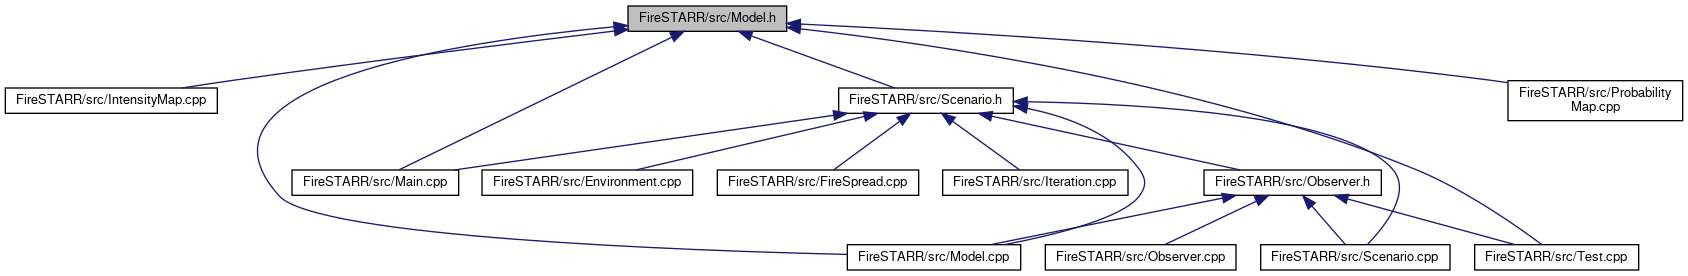 FireSTARR/src/Model.h
FireSTARR/src/IntensityMap.cpp
FireSTARR/src/Scenario.h
FireSTARR/src/Probability
Map.cpp
FireSTARR/src/Main.cpp
FireSTARR/src/Environment.cpp
FireSTARR/src/FireSpread.cpp
FireSTARR/src/Iteration.cpp
FireSTARR/src/Observer.h
FireSTARR/src/Model.cpp
FireSTARR/src/Observer.cpp
FireSTARR/src/Scenario.cpp
FireSTARR/src/Test.cpp